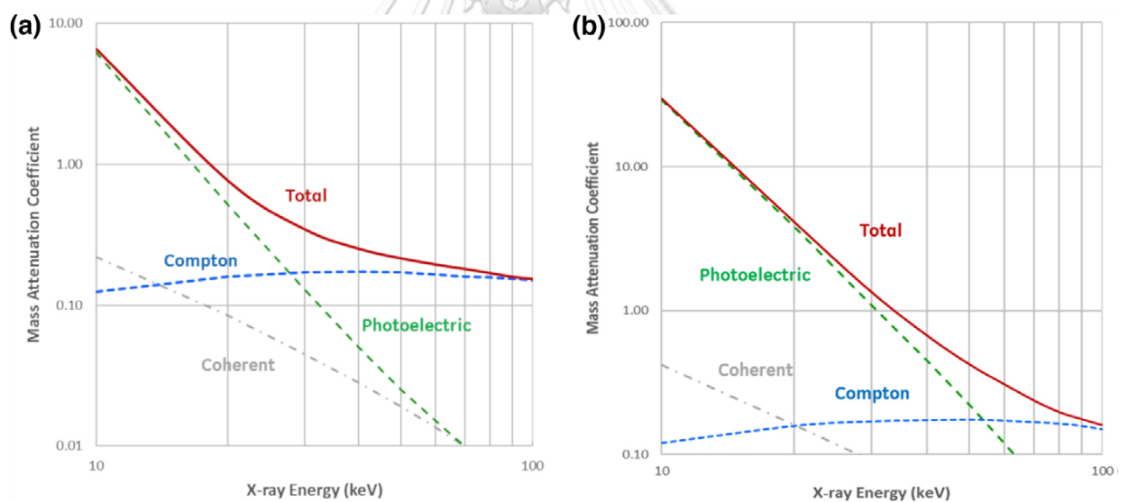 (a)
10.00
1.00
0.10
0.01
Mass Attenuation Coefficient
Total
Compton
Photoelectric
Coherent
10
100
X-ray Energy (keV)
(b)
100.00
10.00
1.00
0.10
Mass Attenuation Coefficient
Total
Photoelectric
Coherent
Compton
10
100
X-ray Energy (keV)